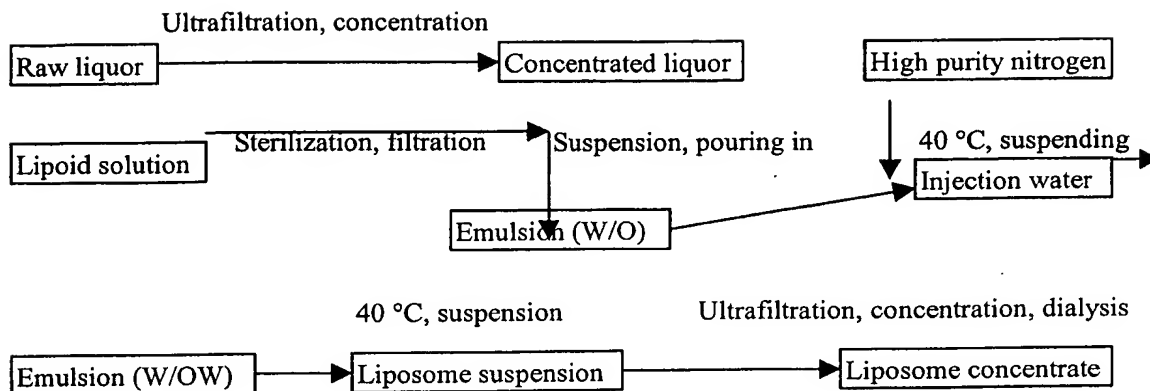 Ultrafiltration, concentration
Raw liquor
Concentrated liquor
High purity nitrogen
Lipoid solution
Sterilization, filtration
Suspension, pouring in
40 °C, suspending
Injection water
Emulsion (W/O)
40 °C, suspension
Ultrafiltration, concentration, dialysis
Emulsion (W/OW)
Liposome suspension
Liposome concentrate